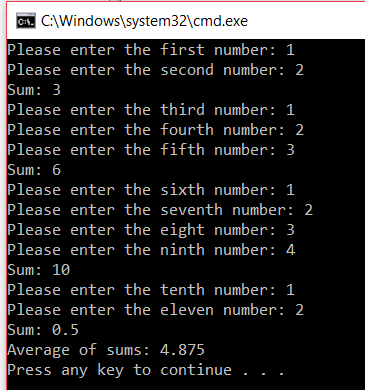 C:\Windows\system32\cmd.exe
Please enter the first number: 1
Please enter the second number: 2
Sum: 3
Please enter the third number: 1
Please enter the fourth number: 2
Please enter the fifth number: 3
Sum: 6
Please enter the sixth number: 1
Please enter the seventh number: 2
Please enter the eight number: 3
Please enter the ninth number: 4
Sum: 10
Please enter the tenth number: 1
Please enter the eleven number: 2
Sum: 0.5
Average of sums: 4.875
Press any key to continue . . .